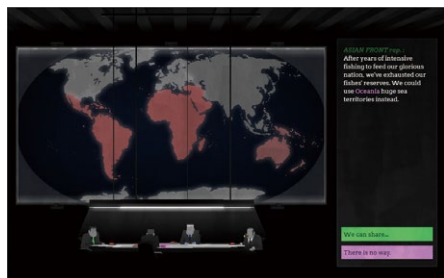 ASIAN FRONT rep. :
After years of intensive
fishing to feed our glorious
nation, we've exhausted our
fishes' reserves. We could
use Oceania huge sea
territories instead.
We can share...
There is no way.